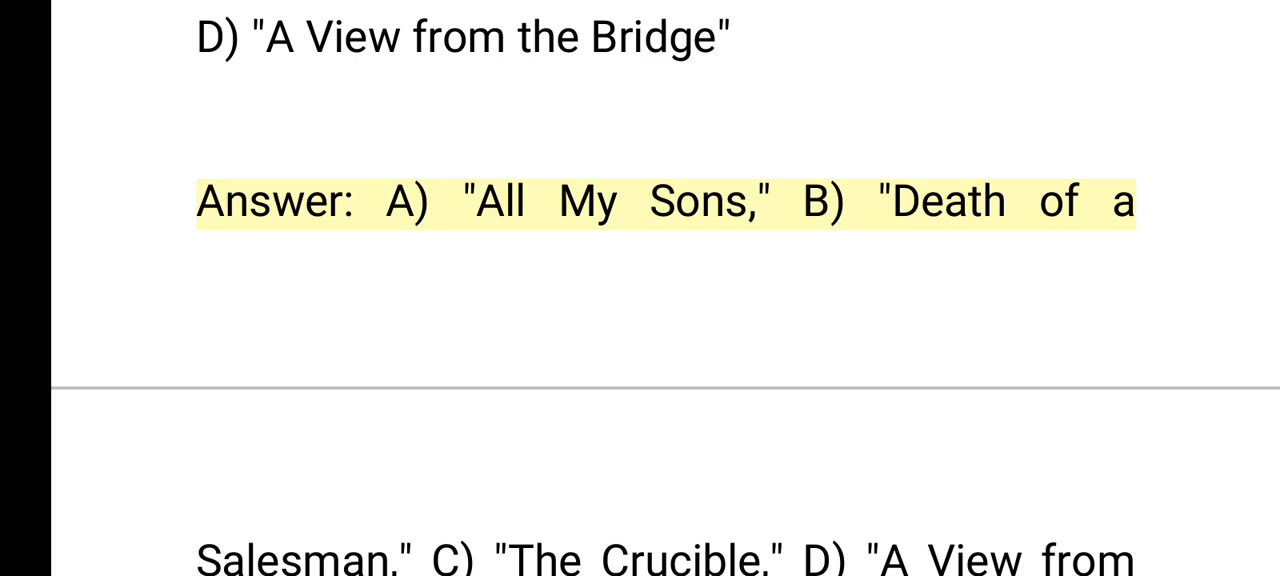 D) "A View from the Bridge"
Answer: A) "All My Sons," B) "Death of a
Salesman," C) "The Crucible," D) "A View from